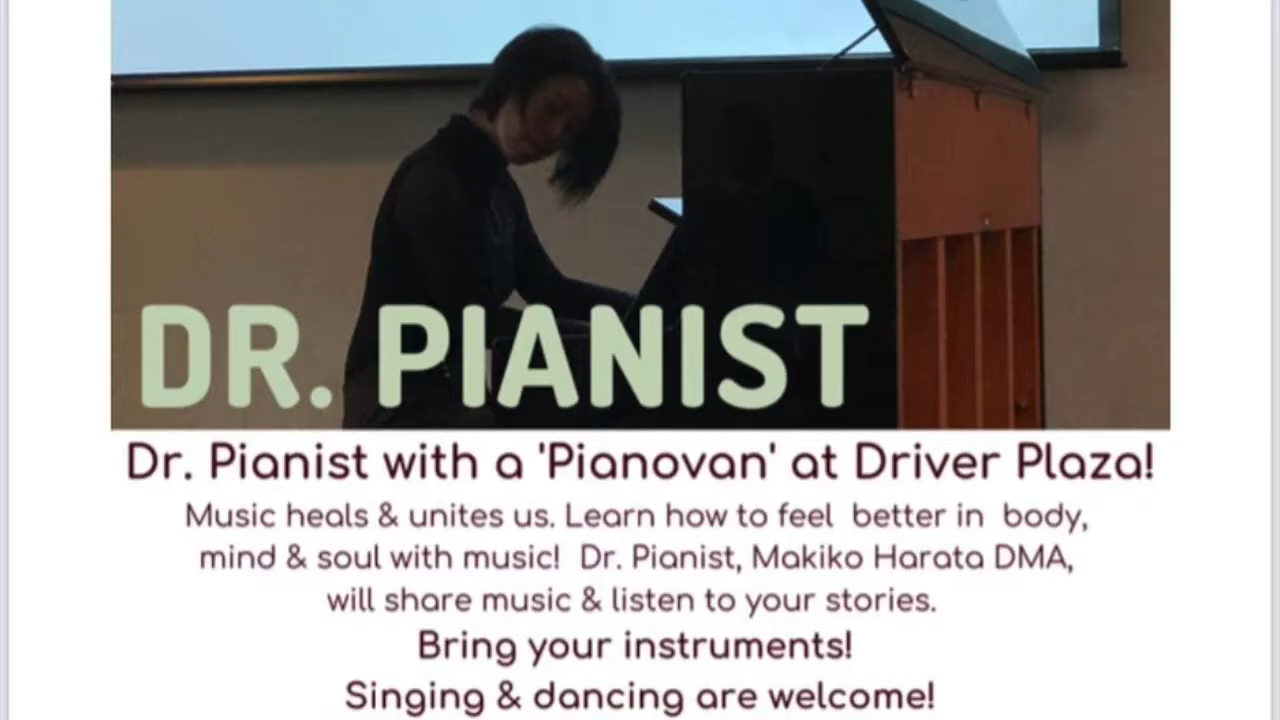 DR. PIANIST
Dr. Pianist with a 'Pianovan' at Driver Plaza!
Music heals & unites us. Learn how to feel better in body,
mind & soul with music! Dr. Pianist, Makiko Harata DMA,
will share music & listen to your stories.
Bring your instruments!
Singing & dancing are welcome!